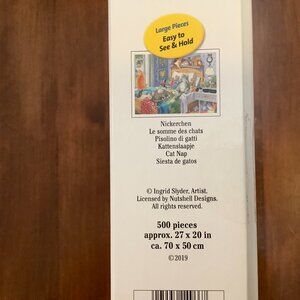 Large Pieces
Easy to
See & Hold
Nickerchen
Le somme des chats
Pisolino di gatti
Kattenslaapje
Cat Nap
Siesta de gatos
© Ingrid Slyder, Artist.
Licensed by Nutshell Designs.
All rights reserved.
500 pieces
approx. 27 x 20 in
ca. 70 x 50 cm
©2019